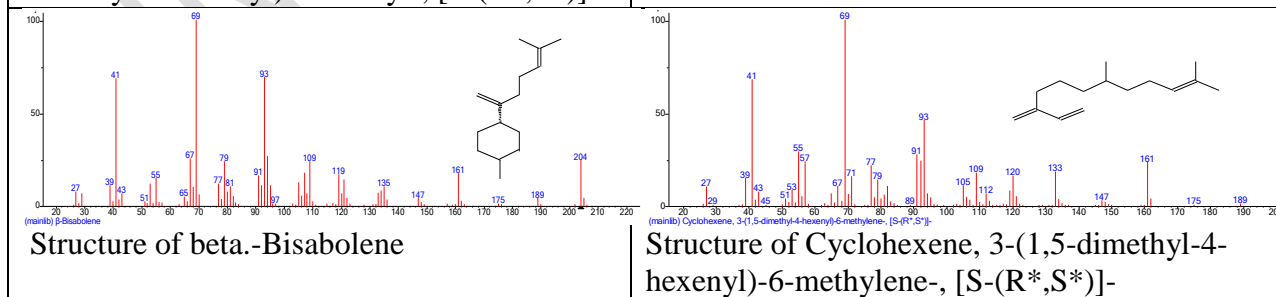 100 69 41 93 50 67 79 109 204 161 119 135 91 77 81 55 39 27 43 51 65 97 147 175 189
20 30 40 50 60 70 80 90 100 110 120 130 140 150 160 170 180 190 200 210 220
(mainlib) β-Bisabolene
Structure of beta.-Bisabolene
100 69 41 93 50 55 57 91 161 133 120 109 77 71 79 67 39 27 29 43 45 51 53 89 105 112 147 175 189
20 30 40 50 60 70 80 90 100 110 120 130 140 150 160 170 180 190
(mainlib) Cyclohexene, 3-(1,5-dimethyl-4-hexenyl)-6-methylene-, [S-(R*,S*)]-
Structure of Cyclohexene, 3-(1,5-dimethyl-4-
hexenyl)-6-methylene-, [S-(R*,S*)]-